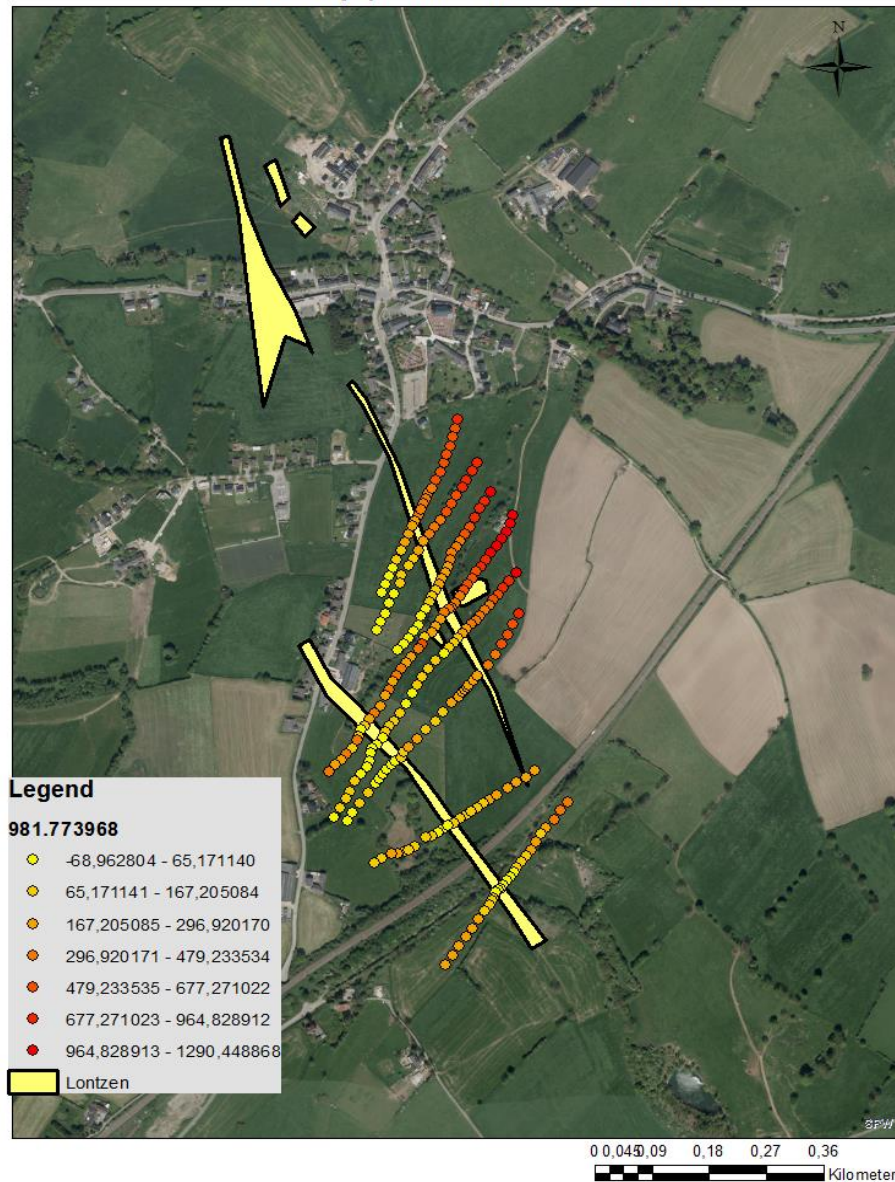 N
Legend
981.773968
-68,962804 - 65,171140
65,171141 - 167,205084
167,205085 - 296,920170
296,920171 - 479,233534
479,233535 - 677,271022
677,271023 - 964,828912
964,828913 - 1290,448868
Lontzen
SPW
0 0,045 0,09 0,18 0,27 0,36
Kilometer